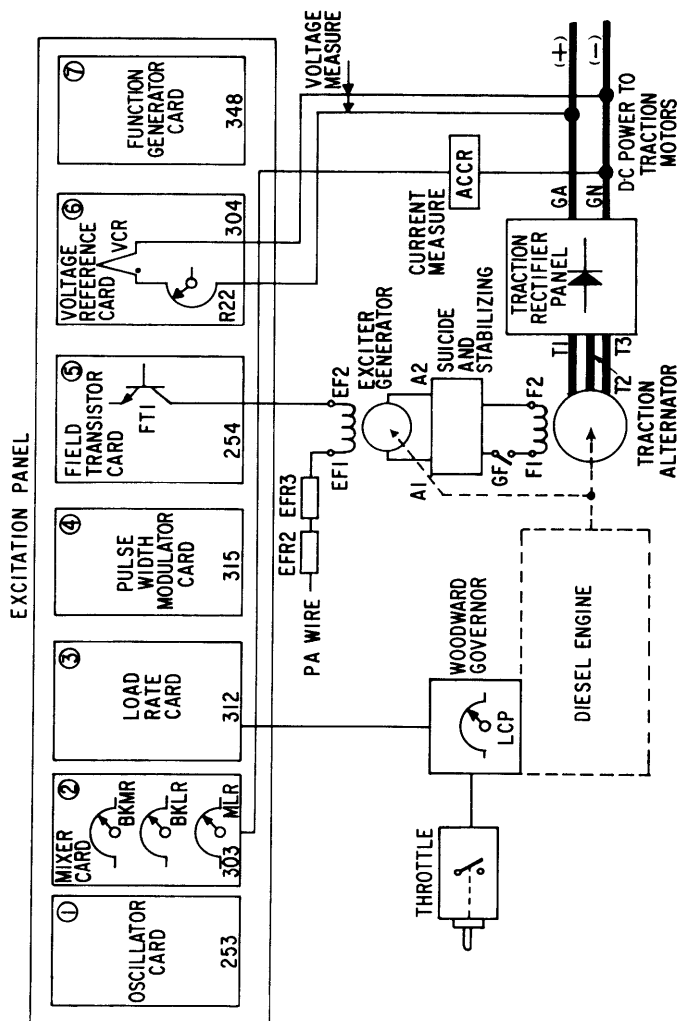 EXCITATION PANEL
①
OSCILLATOR
CARD
253
②
MIXER
CARD
BKMR
BKLR
MLR
303
③
LOAD
RATE
CARD
312
④
PULSE
WIDTH
MODULATOR
CARD
315
⑤
FIELD
TRANSISTOR
CARD
FT1
254
⑥
VOLTAGE
REFERENCE
CARD
VCR
R22
304
⑦
FUNCTION
GENERATOR
CARD
348
VOLTAGE
MEASURE
CURRENT
MEASURE
ACCR
PA WIRE
EFR2
EFR3
EF1
EF2
EXCITER
GENERATOR
A1
A2
SUICIDE
AND
STABILIZING
GF
F1
F2
THROTTLE
WOODWARD
GOVERNOR
LCP
DIESEL ENGINE
TRACTION
ALTERNATOR
T1
T2
T3
TRACTION
RECTIFIER
PANEL
GA
GN
(+)
(-)
DC POWER TO
TRACTION
MOTORS